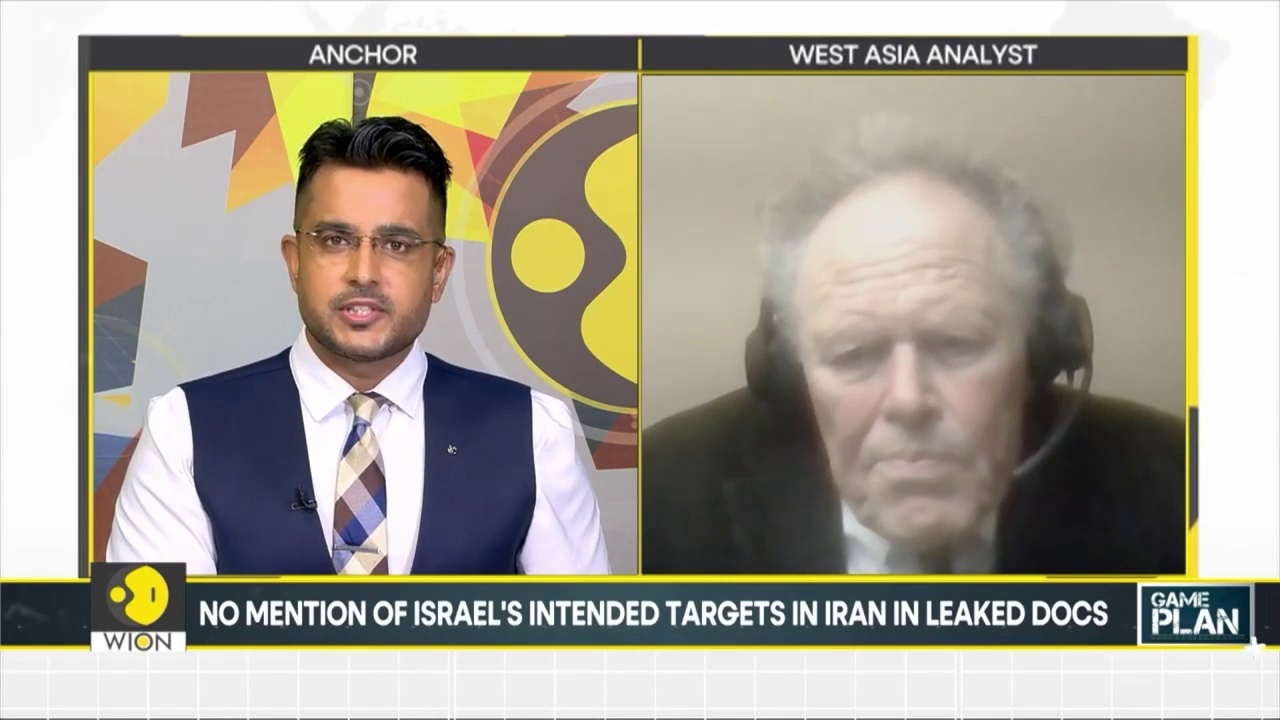 ANCHOR
WEST ASIA ANALYST
WION
NO MENTION OF ISRAEL'S INTENDED TARGETS IN IRAN IN LEAKED DOCS
GAME
PLAN